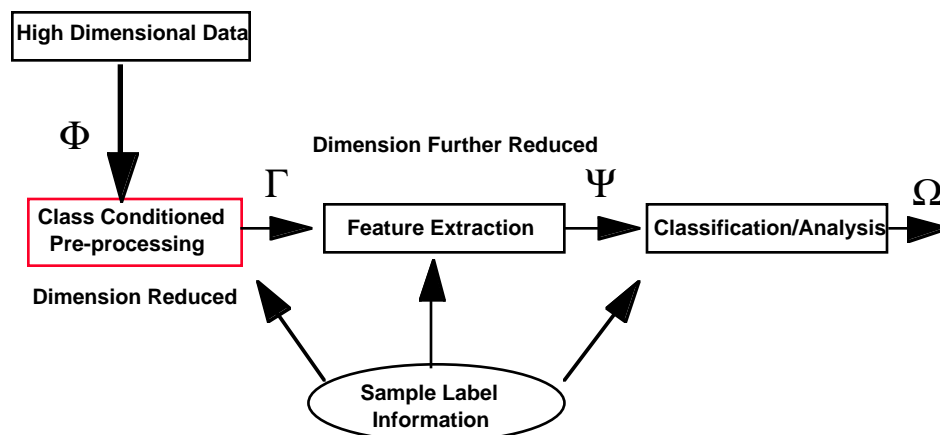 High Dimensional Data
Φ
Dimension Further Reduced
Γ
Ψ
Ω
Class Conditioned
Pre-processing
Feature Extraction
Classification/Analysis
Dimension Reduced
Sample Label
Information